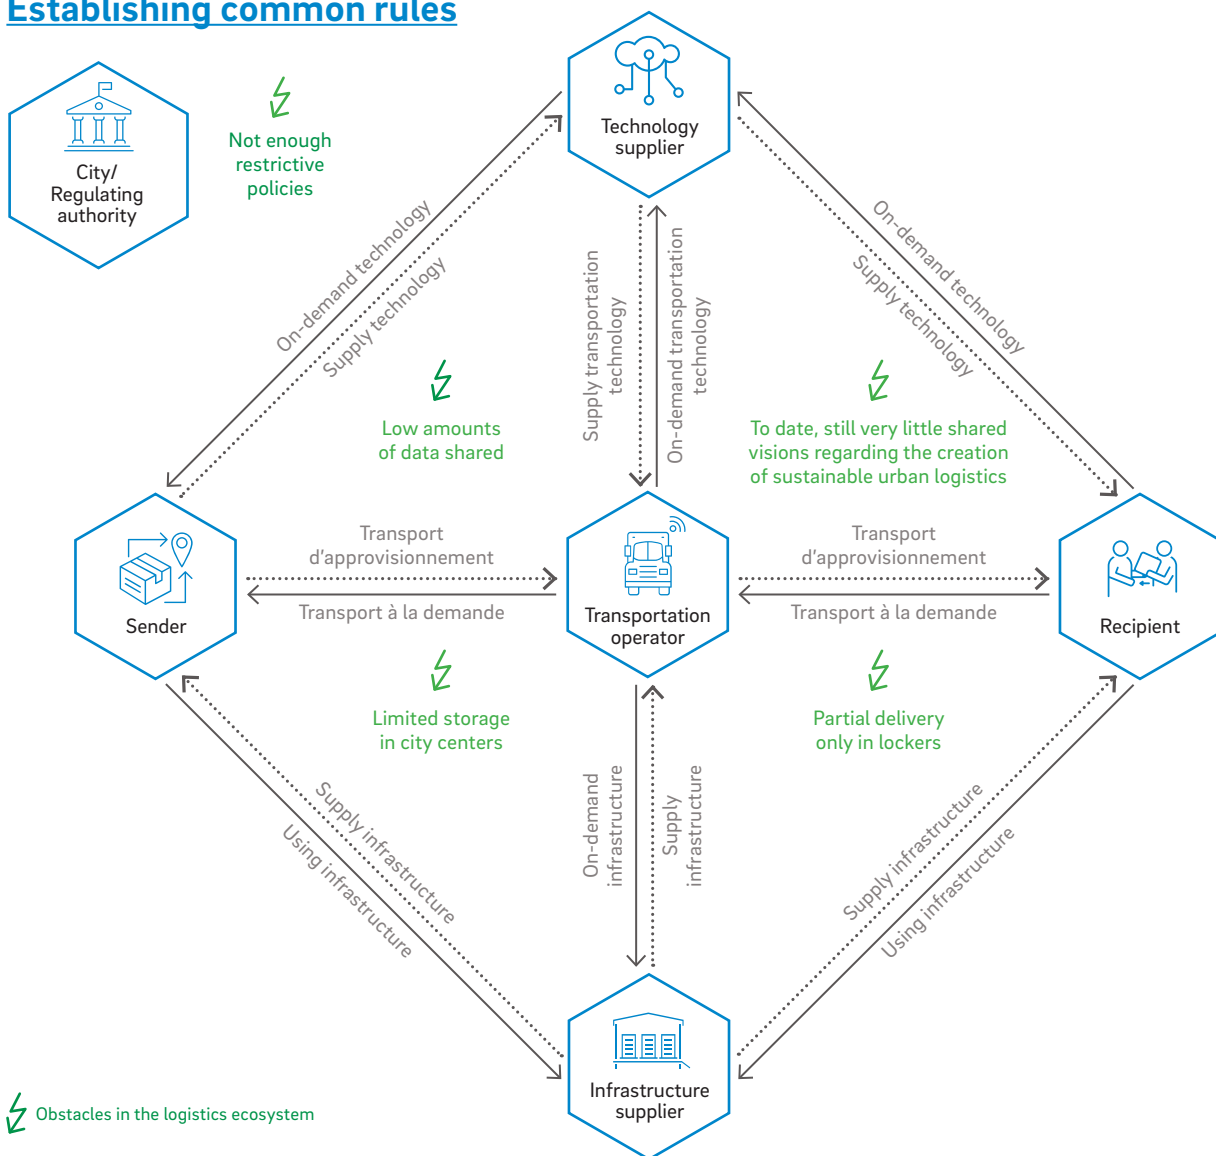 Establishing common rules
City/
Regulating
authority
Not enough
restrictive
policies
Technology
supplier
On-demand technology
Supply technology
Supply transportation
technology
On-demand transportation
technology
On-demand technology
Supply technology
Low amounts
of data shared
To date, still very little shared
visions regarding the creation
of sustainable urban logistics
Sender
Transport
d'approvisionnement
Transport à la demande
Transportation
operator
Transport
d'approvisionnement
Transport à la demande
Recipient
Limited storage
in city centers
Partial delivery
only in lockers
Supply infrastructure
Using infrastructure
On-demand
infrastructure
Supply
infrastructure
Supply infrastructure
Using infrastructure
Infrastructure
supplier
Obstacles in the logistics ecosystem